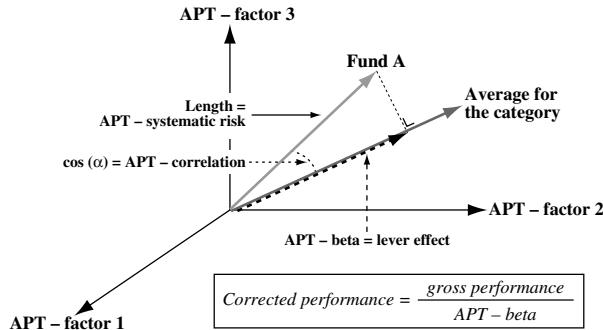 APT – factor 3
Fund A
Length =
APT – systematic risk
Average for
the category
cos (α) = APT – correlation
APT – factor 2
APT – beta = lever effect
APT – factor 1
Corrected performance = gross performance / APT – beta